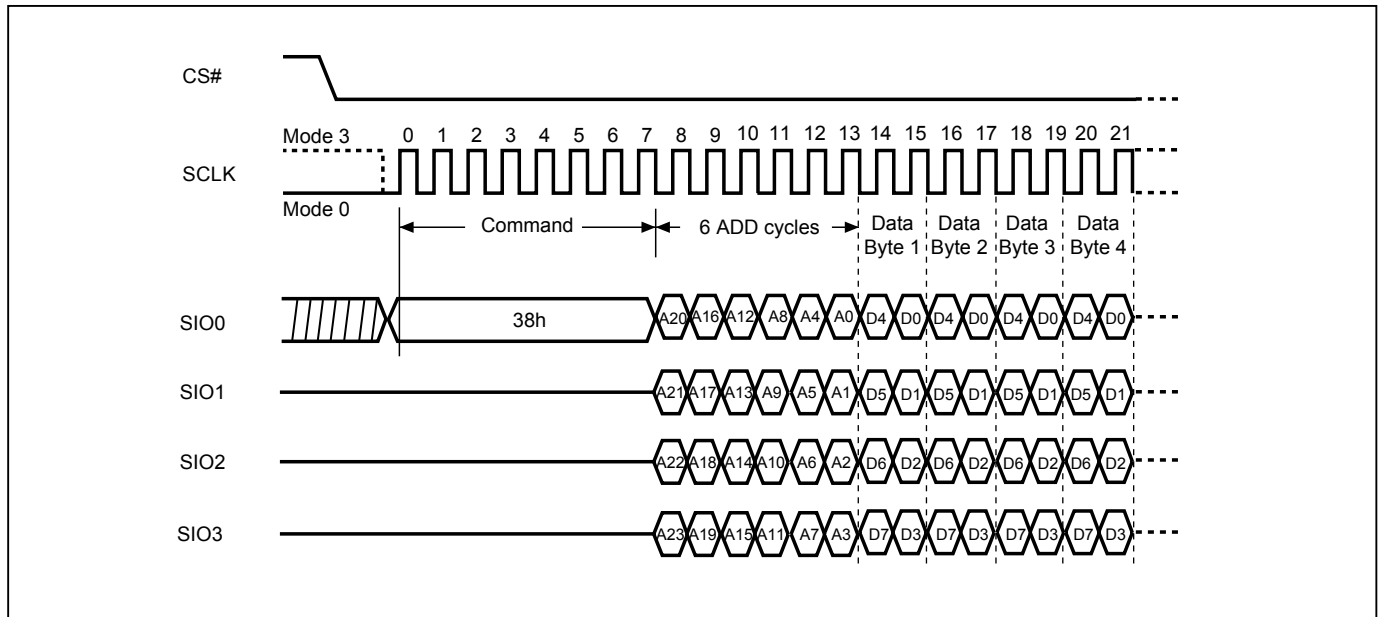 CS#
Mode 3
0 1 2 3 4 5 6 7 8 9 10 11 12 13 14 15 16 17 18 19 20 21
SCLK
Mode 0
Command
6 ADD cycles
Data Byte 1
Data Byte 2
Data Byte 3
Data Byte 4
SIO0
38h
A20 A16 A12 A8 A4 A0 D4 D0 D4 D0 D4 D0 D4 D0
SIO1
A21 A17 A13 A9 A5 A1 D5 D1 D5 D1 D5 D1 D5 D1
SIO2
A22 A18 A14 A10 A6 A2 D6 D2 D6 D2 D6 D2 D6 D2
SIO3
A23 A19 A15 A11 A7 A3 D7 D3 D7 D3 D7 D3 D7 D3